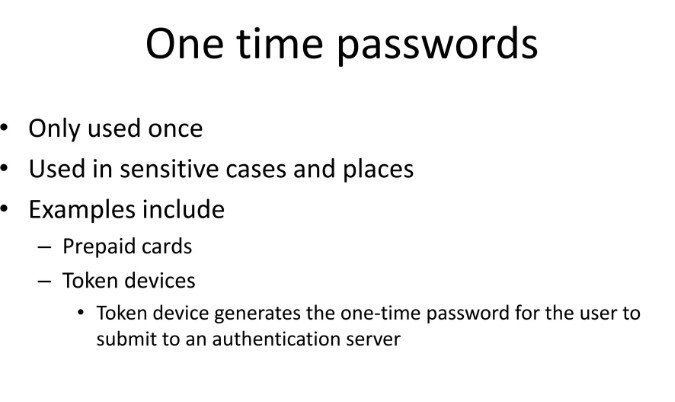 One time passwords
• Only used once
• Used in sensitive cases and places
• Examples include
– Prepaid cards
– Token devices
• Token device generates the one-time password for the user to
submit to an authentication server